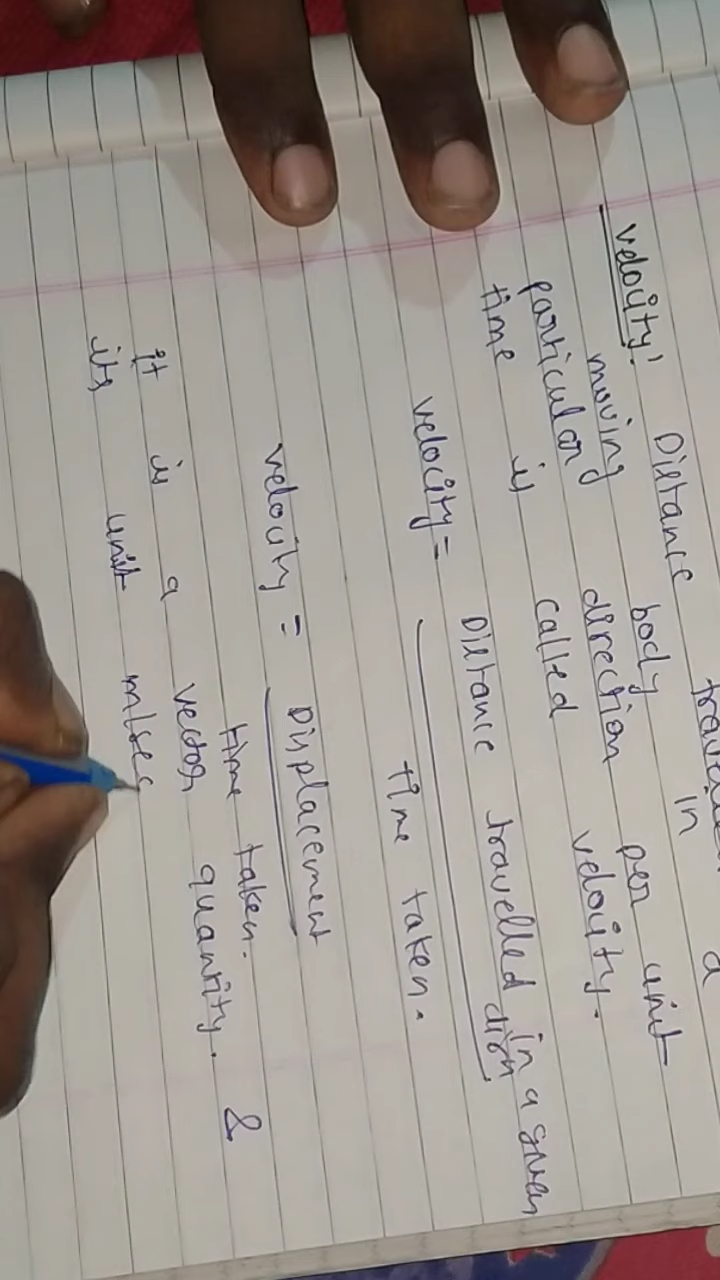 velocity: Distance travelled in a
moving body per unit
particular direction velocity.
time is called
velocity = Distance travelled in a given dion
time taken.
velocity = Displacement
time taken.
it is a vector quantity. &
its unit m/sec